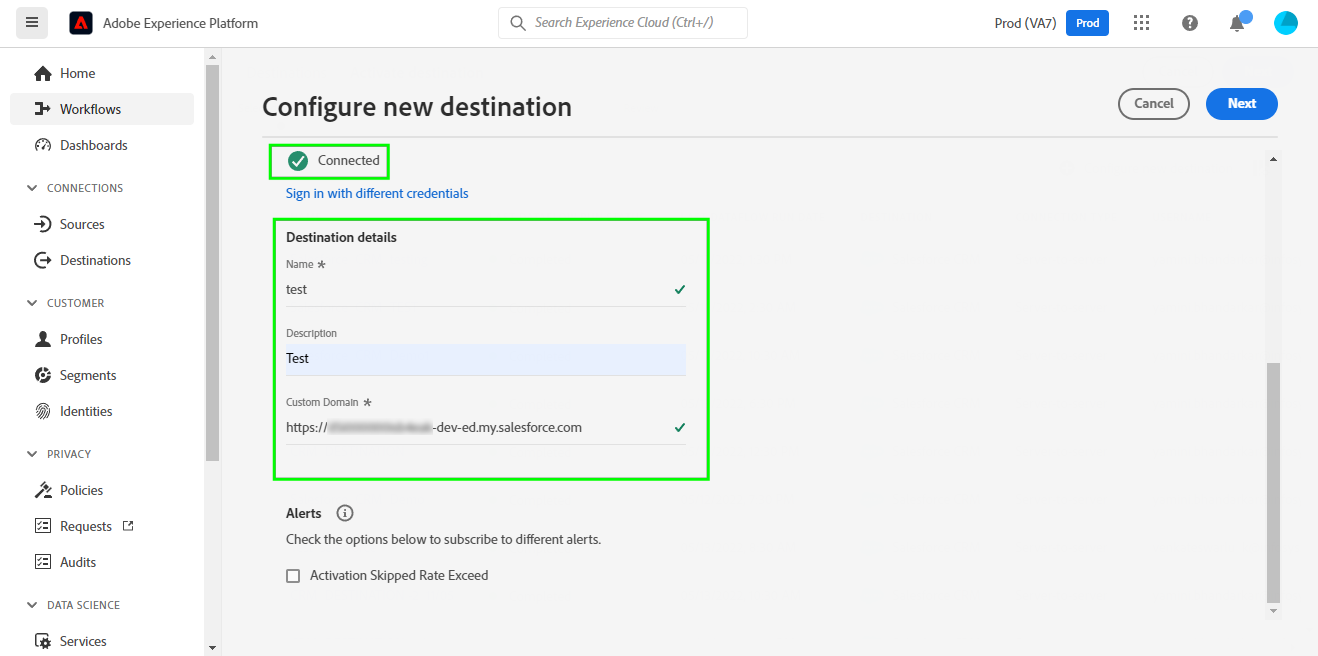 Adobe Experience Platform
Search Experience Cloud (Ctrl+/)
Prod (VA7)
Prod
Home
Workflows
Dashboards
CONNECTIONS
Sources
Destinations
CUSTOMER
Profiles
Segments
Identities
PRIVACY
Policies
Requests
Audits
DATA SCIENCE
Services
Configure new destination
Cancel
Next
Connected
Sign in with different credentials
Destination details
Name *
test
Description
Test
Custom Domain *
https:// -dev-ed.my.salesforce.com
Alerts
Check the options below to subscribe to different alerts.
Activation Skipped Rate Exceed